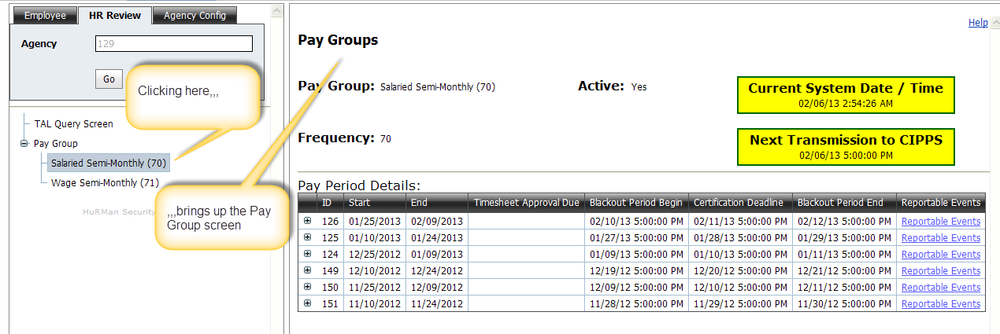 Employee HR Review Agency Config
Agency 129
Go
Clicking here,,,
TAL Query Screen
Pay Group
Salaried Semi-Monthly (70)
Wage Semi-Monthly (71)
HuRMan Security
,,,brings up the Pay
Group screen
Help
Pay Groups
Pay Group: Salaried Semi-Monthly (70) Active: Yes
Current System Date / Time
02/06/13 2:54:26 AM
Frequency: 70
Next Transmission to CIPPS
02/06/13 5:00:00 PM
Pay Period Details:
ID Start End Timesheet Approval Due Blackout Period Begin Certification Deadline Blackout Period End Reportable Events
126 01/25/2013 02/09/2013 02/10/13 5:00:00 PM 02/11/13 5:00:00 PM 02/12/13 5:00:00 PM Reportable Events
125 01/10/2013 01/24/2013 01/27/13 5:00:00 PM 01/28/13 5:00:00 PM 01/29/13 5:00:00 PM Reportable Events
124 12/25/2012 01/09/2013 01/09/13 5:00:00 PM 01/10/13 5:00:00 PM 01/11/13 5:00:00 PM Reportable Events
149 12/10/2012 12/24/2012 12/19/12 5:00:00 PM 12/20/12 5:00:00 PM 12/21/12 5:00:00 PM Reportable Events
150 11/25/2012 12/09/2012 12/09/12 5:00:00 PM 12/10/12 5:00:00 PM 12/11/12 5:00:00 PM Reportable Events
151 11/10/2012 11/24/2012 11/28/12 5:00:00 PM 11/29/12 5:00:00 PM 11/30/12 5:00:00 PM Reportable Events